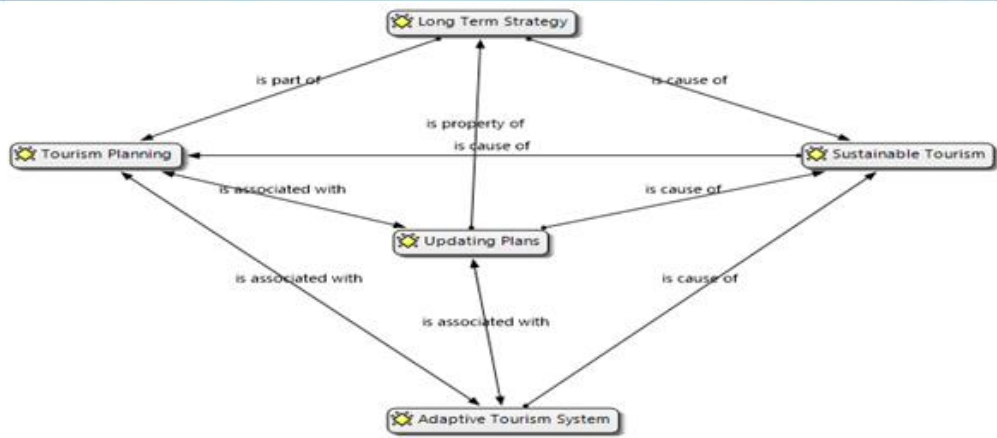 Long Term Strategy
is part of
is cause of
is property of
is cause of
Tourism Planning
Sustainable Tourism
is associated with
is cause of
Updating Plans
is associated with
is cause of
is associated with
Adaptive Tourism System